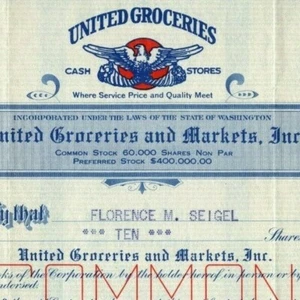 UNITED GROCERIES
CASH STORES
Where Service Price and Quality Meet
INCORPORATED UNDER THE LAWS OF THE STATE OF WASHINGTON
United Groceries and Markets, Inc
COMMON STOCK 60,000 SHARES NON PAR
PREFERRED STOCK $400,000.00
fy that FLORENCE M. SEIGEL
*** TEN *** Share
United Groceries and Markets, Inc.
ks of the Corporation by the holder hereof in person or by
ndorsed.